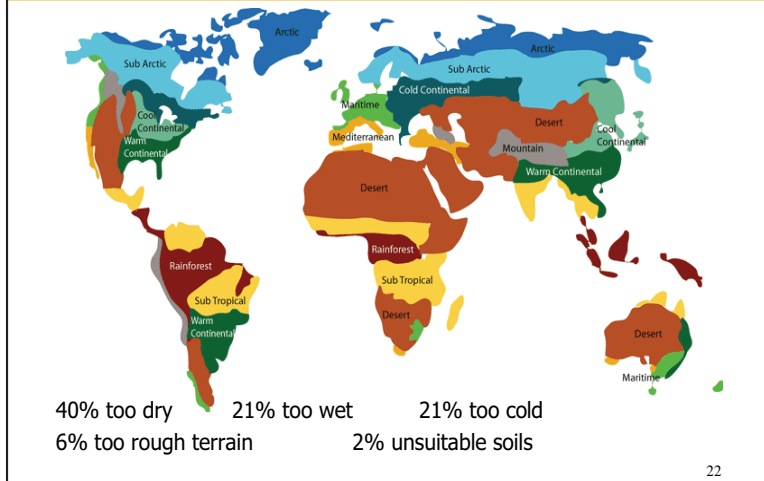 Arctic
Arctic
Sub Arctic
Sub Arctic
Cold Continental
Maritime
Cool
Continental
Desert
Cool
Continental
Mediterranean
Warm
Continental
Mountain
Warm Continental
Desert
Rainforest
Rainforest
Sub Tropical
Sub Tropical
Desert
Warm
Continental
Desert
Maritime
40% too dry 21% too wet 21% too cold
6% too rough terrain 2% unsuitable soils
22